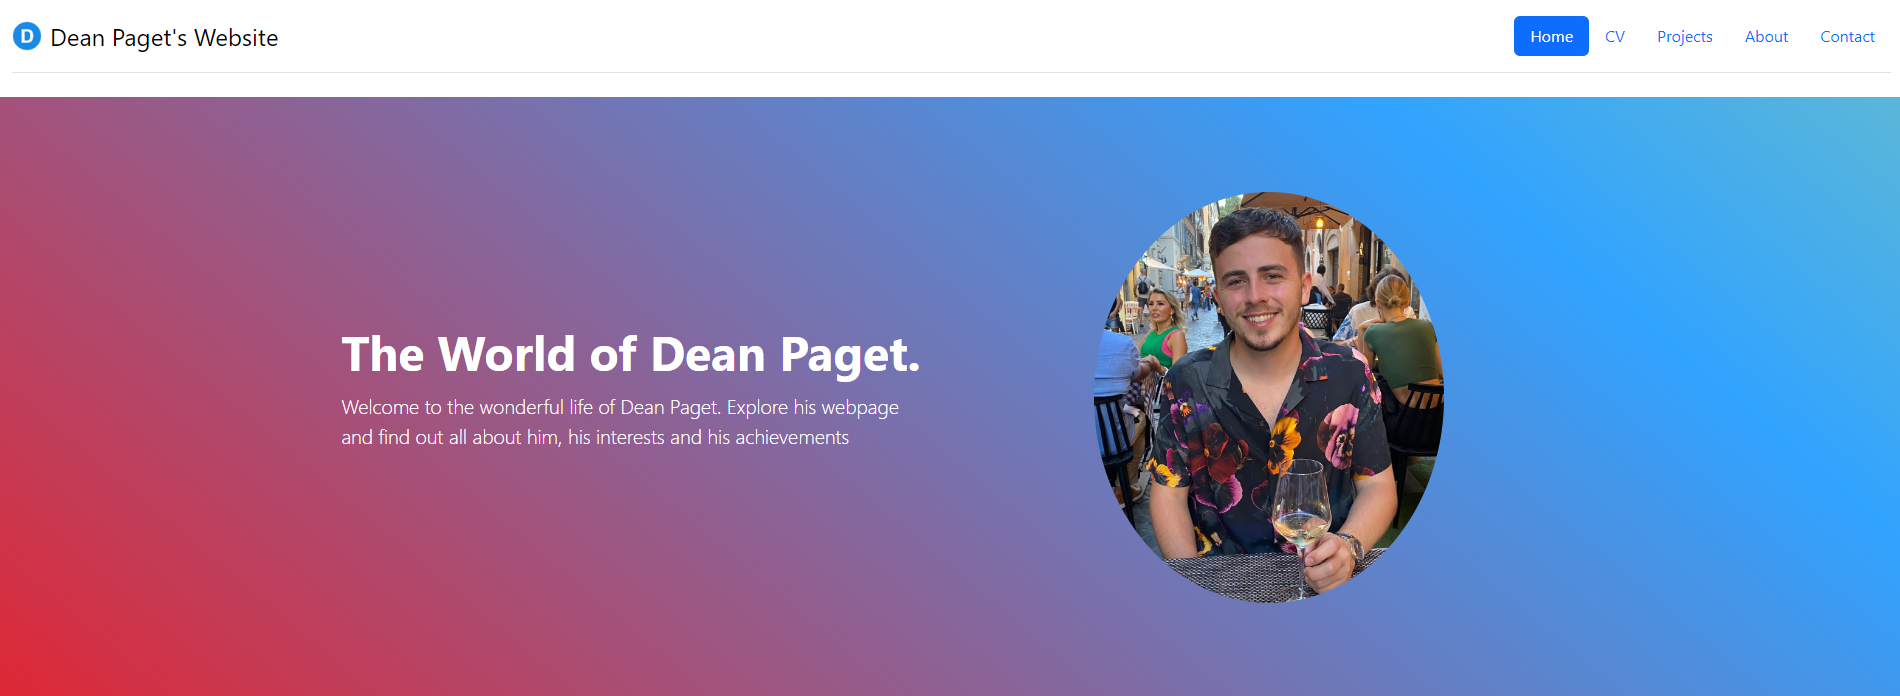 D Dean Paget's Website
Home CV Projects About Contact
The World of Dean Paget.
Welcome to the wonderful life of Dean Paget. Explore his webpage
and find out all about him, his interests and his achievements